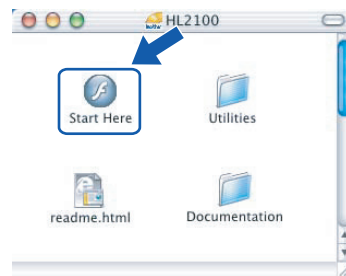 HL2100
Start Here
Utilities
readme.html
Documentation